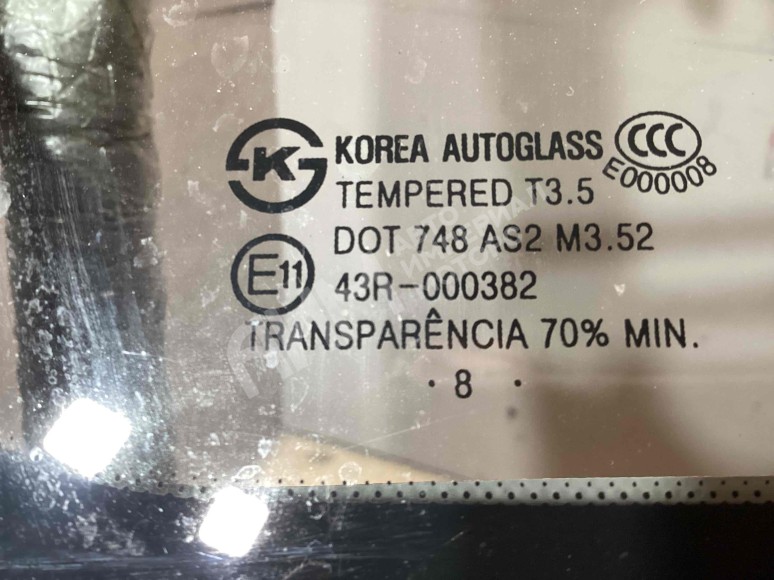 K
KOREA AUTOGLASS
CCC
E000008
TEMPERED T3.5
DOT 748 AS2 M3.52
E11
43R-000382
TRANSPARÊNCIA 70% MIN.
· 8 ·